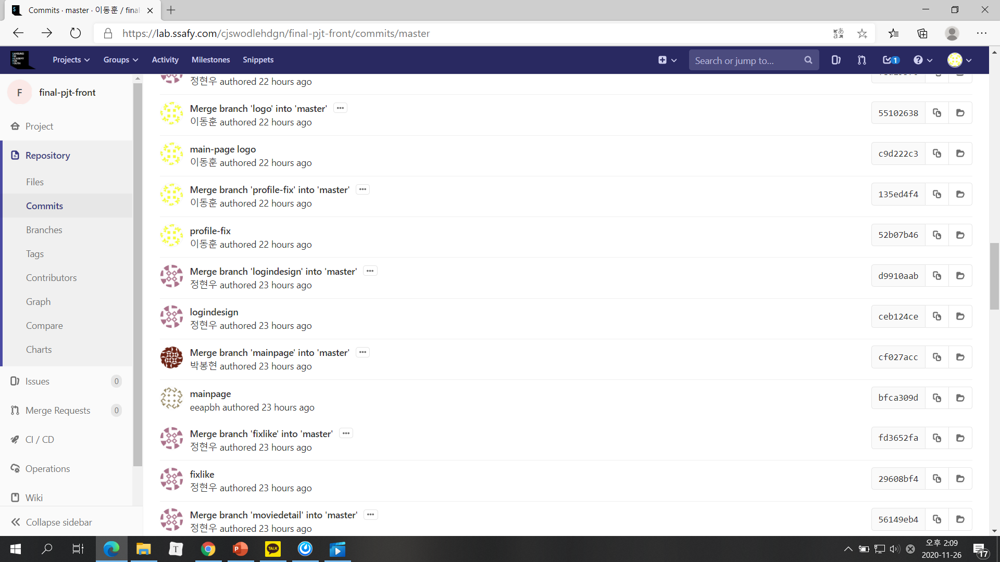 Commits · master · 이동훈 / final
https://lab.ssafy.com/cjswodlehdgn/final-pjt-front/commits/master
SAMSUNG SW ACADEMY FOR YOUTH
Projects
Groups
Activity
Milestones
Snippets
Search or jump to...
1
F
final-pjt-front
Project
Repository
Files
Commits
Branches
Tags
Contributors
Graph
Compare
Charts
Issues 0
Merge Requests 0
CI / CD
Operations
Wiki
Collapse sidebar
정현우 authored 22 hours ago
Merge branch 'logo' into 'master'
이동훈 authored 22 hours ago
55102638
main-page logo
이동훈 authored 22 hours ago
c9d222c3
Merge branch 'profile-fix' into 'master'
이동훈 authored 22 hours ago
135ed4f4
profile-fix
이동훈 authored 22 hours ago
52b07b46
Merge branch 'logindesign' into 'master'
정현우 authored 23 hours ago
d9910aab
logindesign
정현우 authored 23 hours ago
ceb124ce
Merge branch 'mainpage' into 'master'
박봉현 authored 23 hours ago
cf027acc
mainpage
eeapbh authored 23 hours ago
bfca309d
Merge branch 'fixlike' into 'master'
정현우 authored 23 hours ago
fd3652fa
fixlike
정현우 authored 23 hours ago
29608bf4
Merge branch 'moviedetail' into 'master'
정현우 authored 23 hours ago
56149eb4
T
P
TALK
오후 2:09
2020-11-26
17